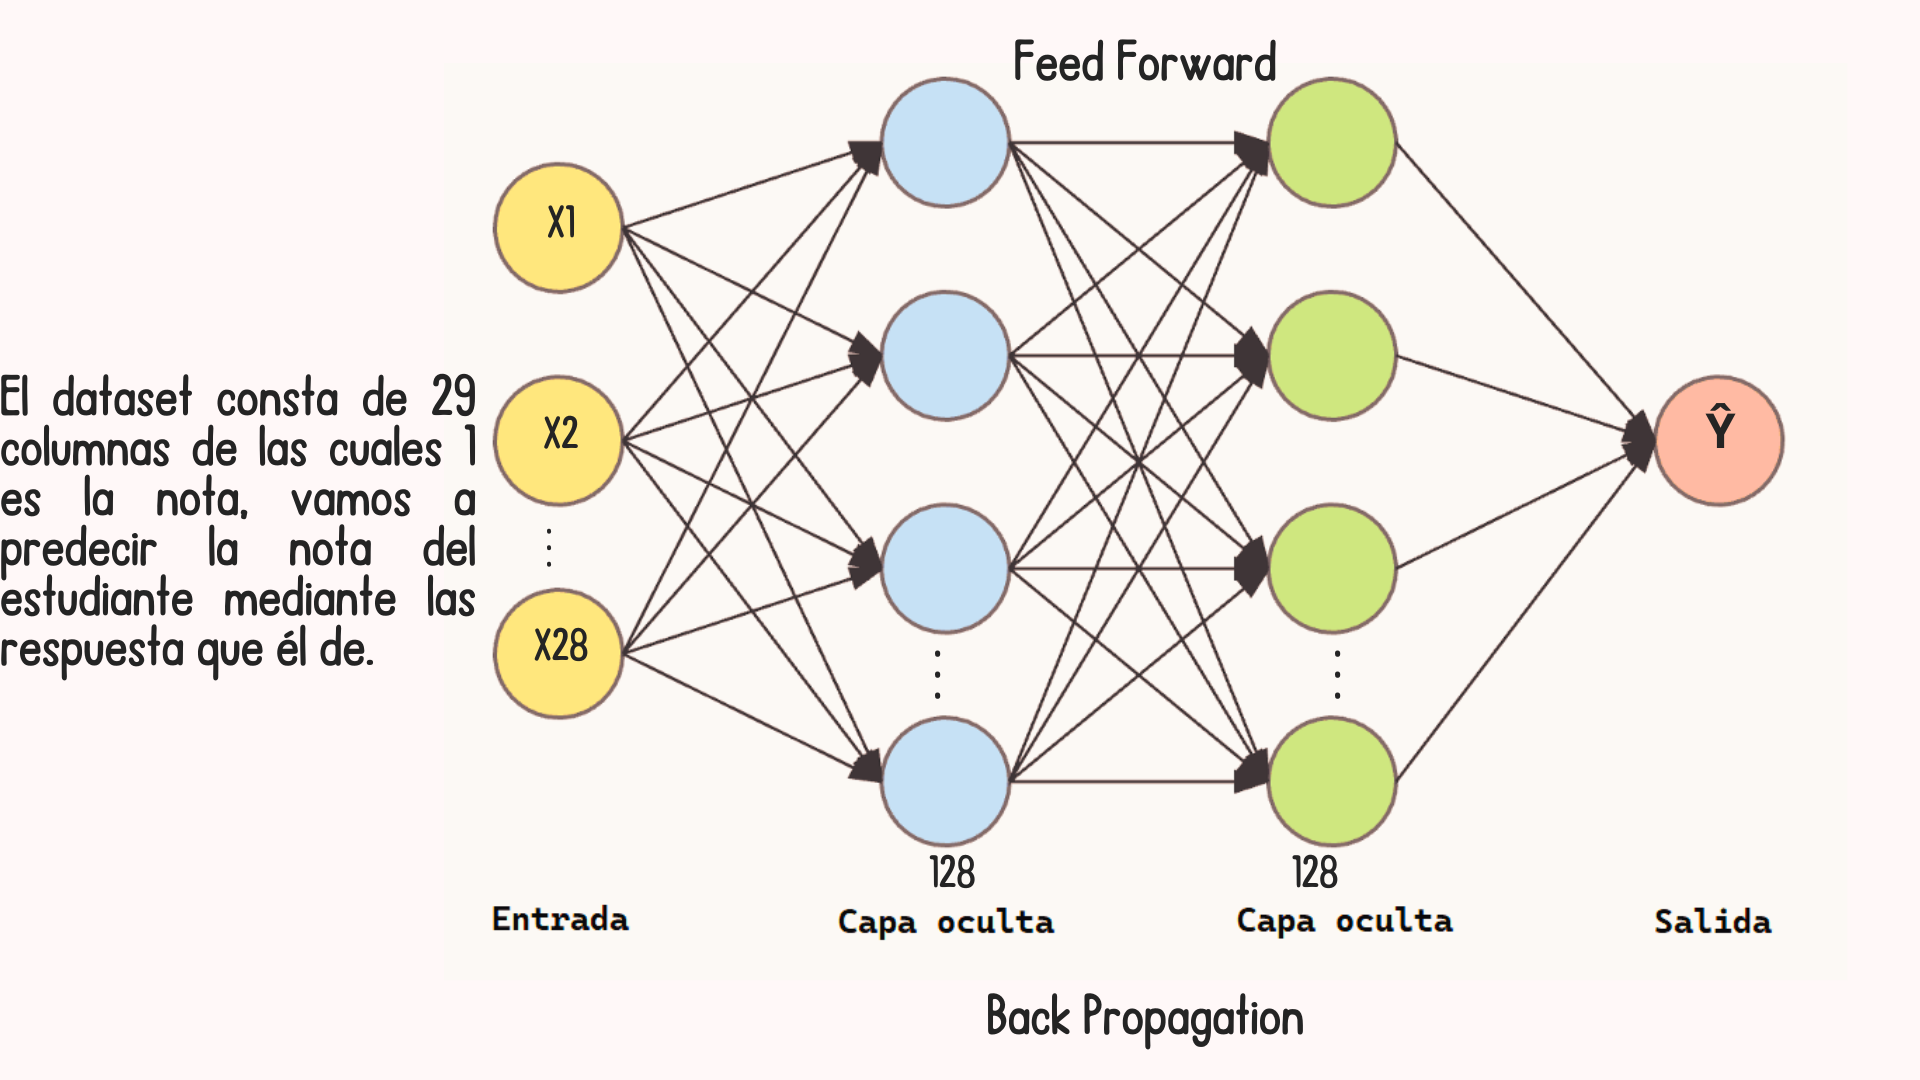 Feed Forward
El dataset consta de 29
columnas de las cuales 1
es la nota, vamos a
predecir la nota del
estudiante mediante las
respuesta que él de.
X1
X2
X28
Ŷ
128
128
Entrada
Capa oculta
Capa oculta
Salida
Back Propagation